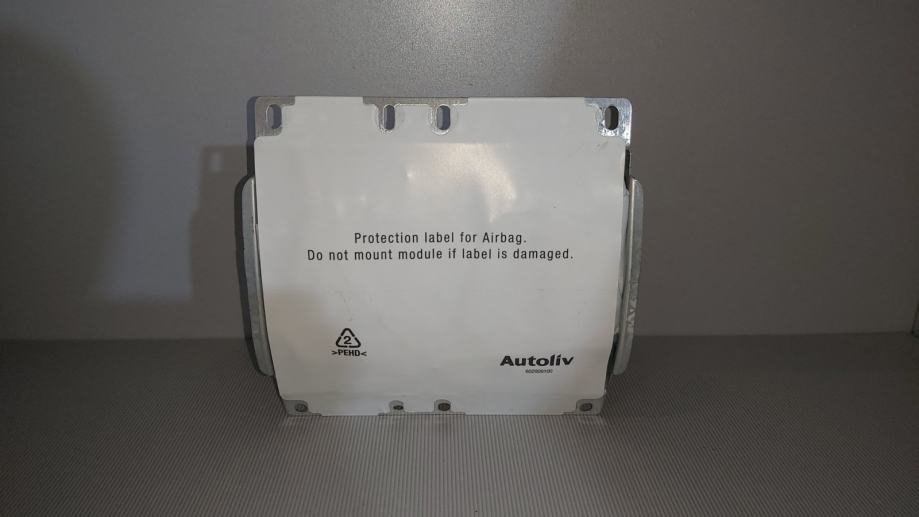 Protection label for Airbag.
Do not mount module if label is damaged.
2
>PEHD<
Autoliv